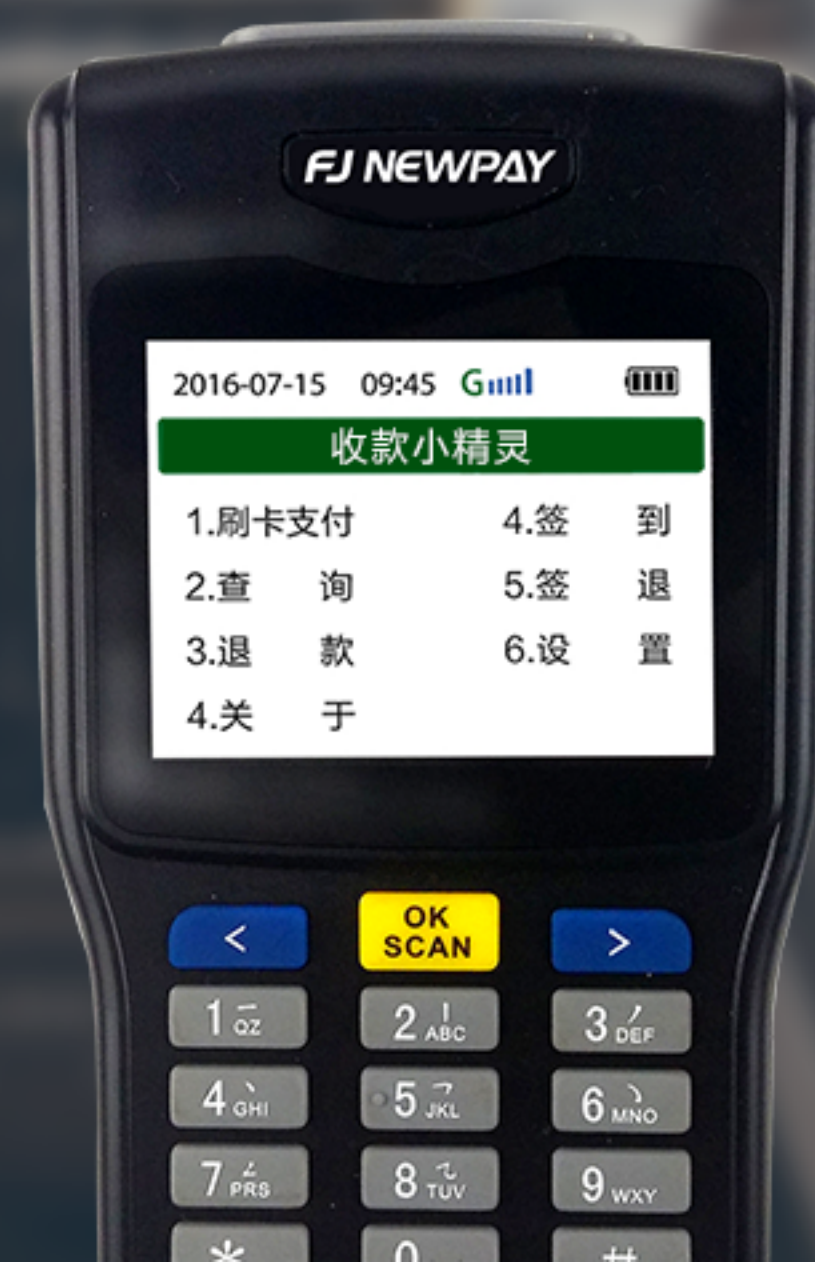 FJ NEWPAY
2016-07-15 09:45 G
收款小精灵
1.刷卡支付 4.签 到
2.查 询 5.签 退
3.退 款 6.设 置
4.关 于
< OK SCAN >
1 QZ 2 ABC 3 DEF
4 GHI 5 JKL 6 MNO
7 PRS 8 TUV 9 WXY
* 0 #